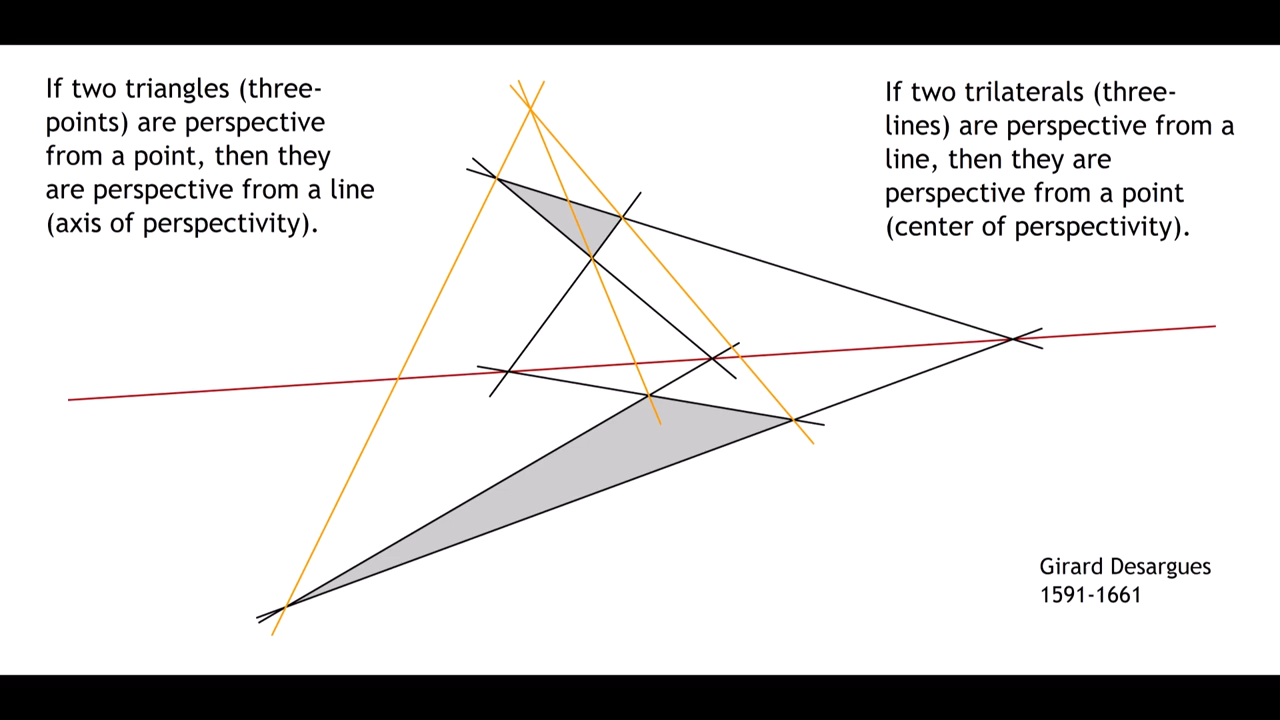 If two triangles (three-
points) are perspective
from a point, then they
are perspective from a line
(axis of perspectivity).
If two trilaterals (three-
lines) are perspective from a
line, then they are
perspective from a point
(center of perspectivity).
Girard Desargues
1591-1661